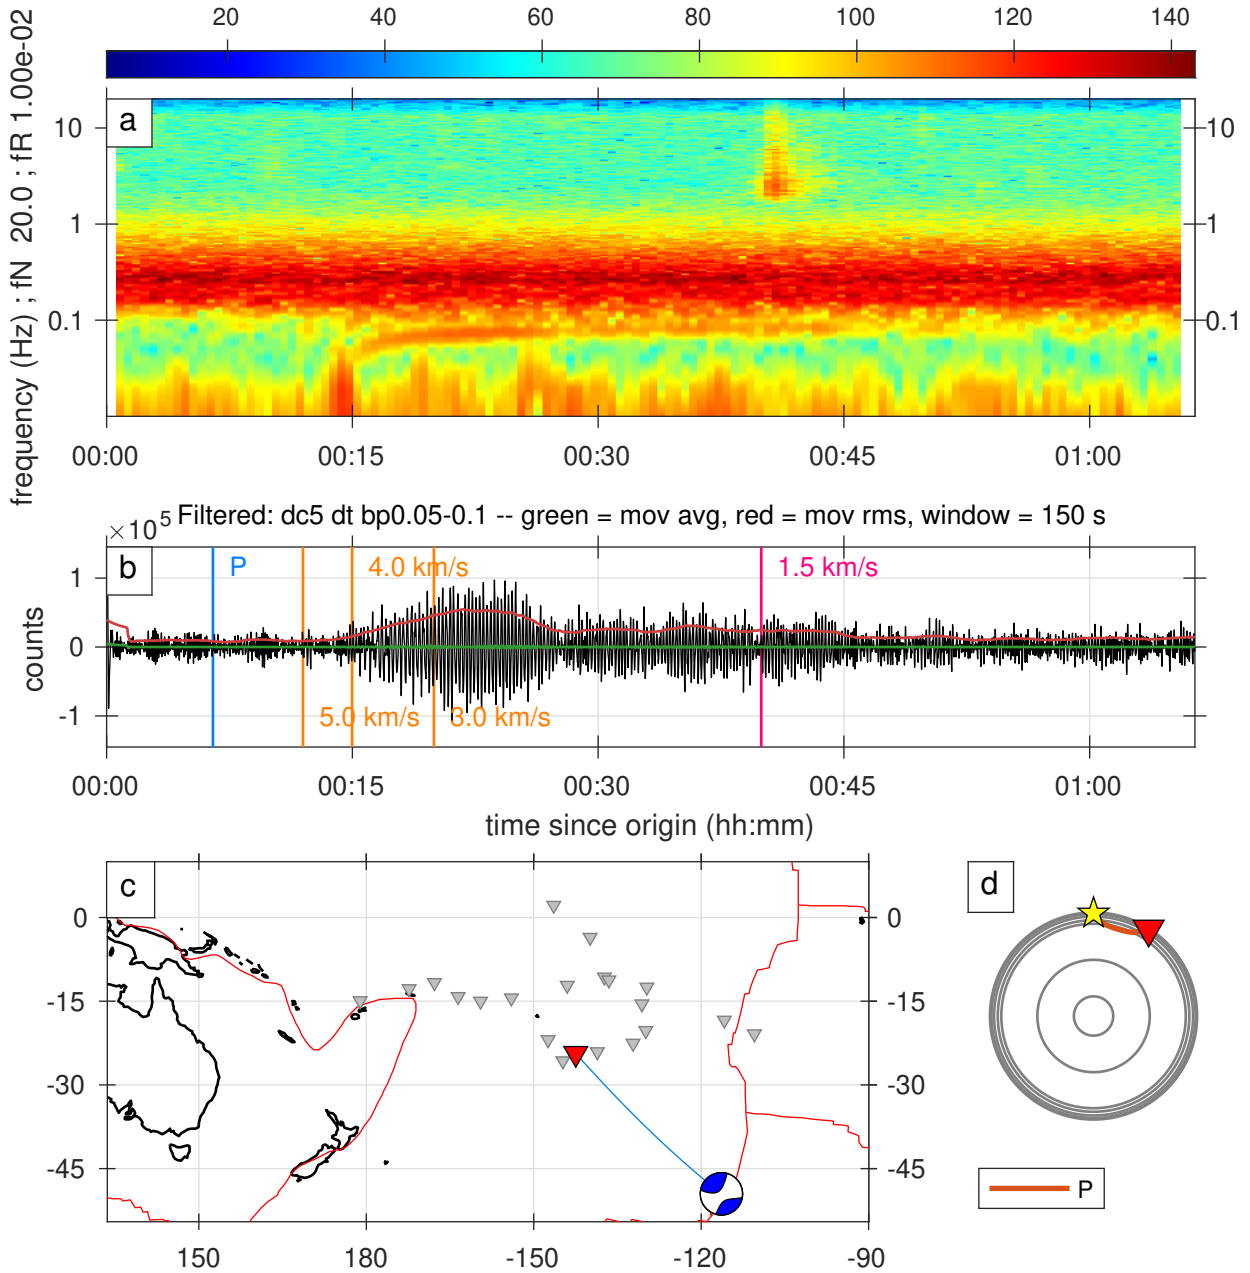 20 40 60 80 100 120 140
frequency (Hz) ; fN 20.0 ; fR 1.00e-02
a
10 10
1 1
0.1 0.1
00:00 00:15 00:30 00:45 01:00
×10 5 Filtered: dc5 dt bp0.05-0.1 -- green = mov avg, red = mov rms, window = 150 s
b
P 4.0 km/s 1.5 km/s
1
0
-1
counts
5.0 km/s 3.0 km/s
00:00 00:15 00:30 00:45 01:00
time since origin (hh:mm)
c
d
0 0
-15 -15
-30 -30
-45 -45
150 180 -150 -120 -90
P